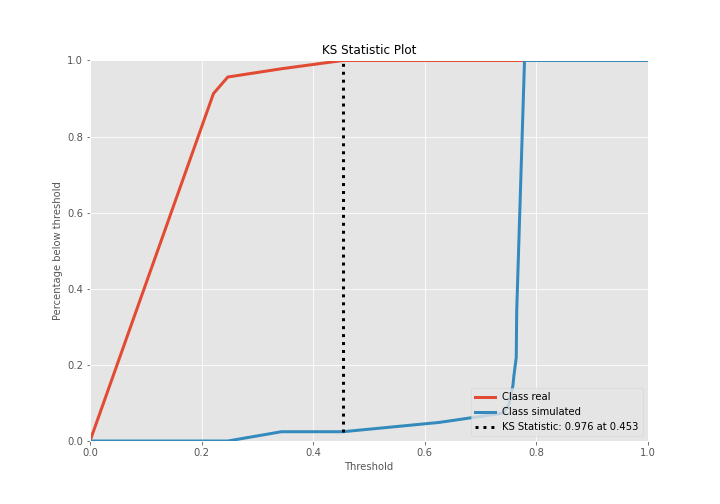 KS Statistic Plot
1.0
0.8
0.6
0.4
0.2
0.0
Percentage below threshold
0.0 0.2 0.4 0.6 0.8 1.0
Threshold
Class real
Class simulated
KS Statistic: 0.976 at 0.453